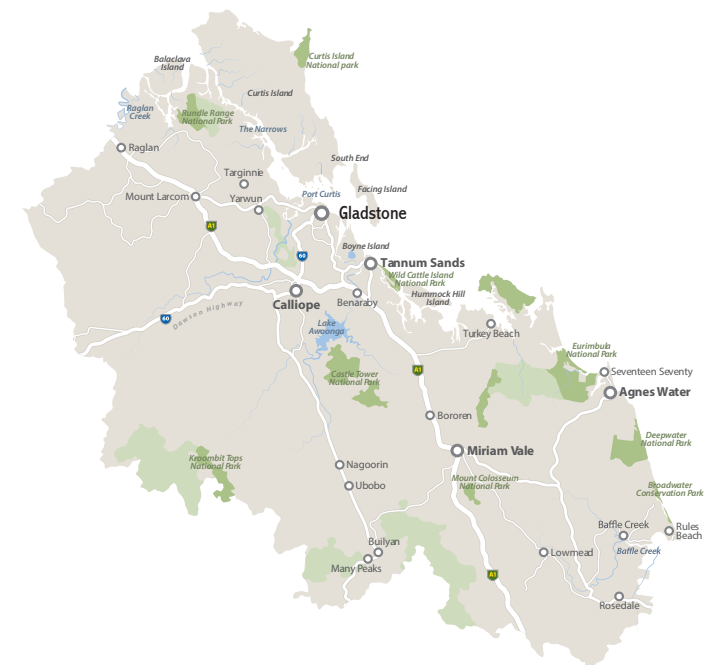 Balaclava
Island
Curtis Island
National park
Curtis Island
Raglan
Creek
Rundle Range
National Park
The Narrows
Raglan
South End
Targinnie
Facing Island
Mount Larcom
Yarwun
Port Curtis
Gladstone
A1
Boyne Island
60
Tannum Sands
Wild Cattle Island
National Park
Calliope
Benaraby
Hummock Hill
Island
Dawson Highway
60
Lake
Awoonga
Turkey Beach
Eurimbula
National Park
Castle Tower
National Park
A1
Seventeen Seventy
Agnes Water
Bororen
Deepwater
National Park
Miriam Vale
Kroombit Tops
National Park
Nagoorin
Mount Colosseum
National Park
Ubobo
Broadwater
Conservation Park
Baffle Creek
Rules
Beach
Builyan
Lowmead
Baffle Creek
Many Peaks
A1
Rosedale